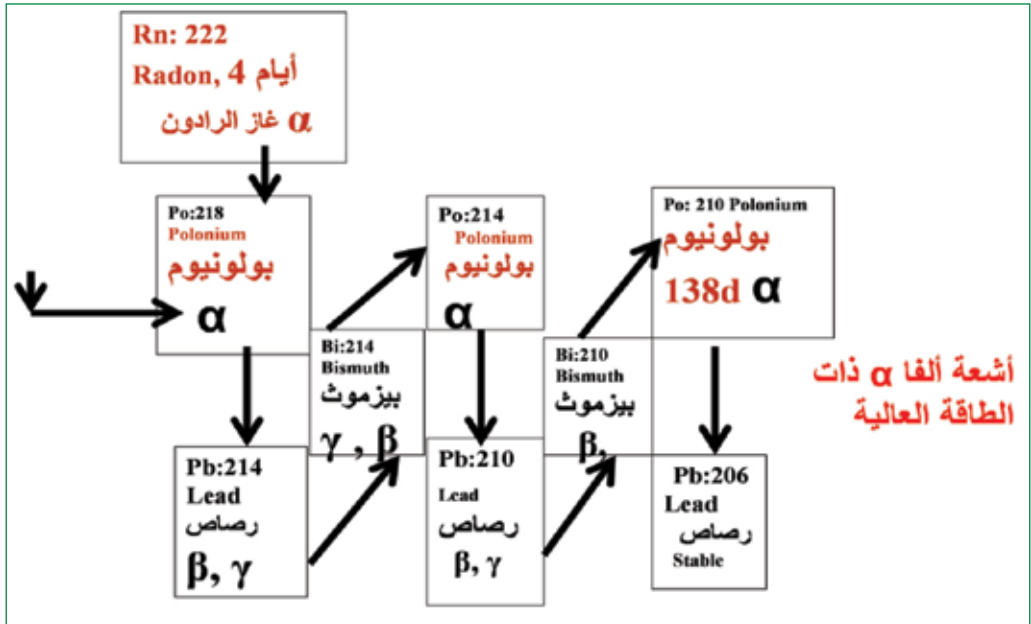 Rn: 222
Radon, 4 أيام
α غاز الرادون
Po:218
Polonium
بولونيوم
α
Po:214
Polonium
بولونيوم
α
Po: 210 Polonium
بولونيوم
138d α
Bi:214
Bismuth
بيزموث
γ , β
Bi:210
Bismuth
بيزموث
β,
أشعة ألفا α ذات
الطاقة العالية
Pb:214
Lead
رصاص
β, γ
Pb:210
Lead
رصاص
β, γ
Pb:206
Lead
رصاص
Stable